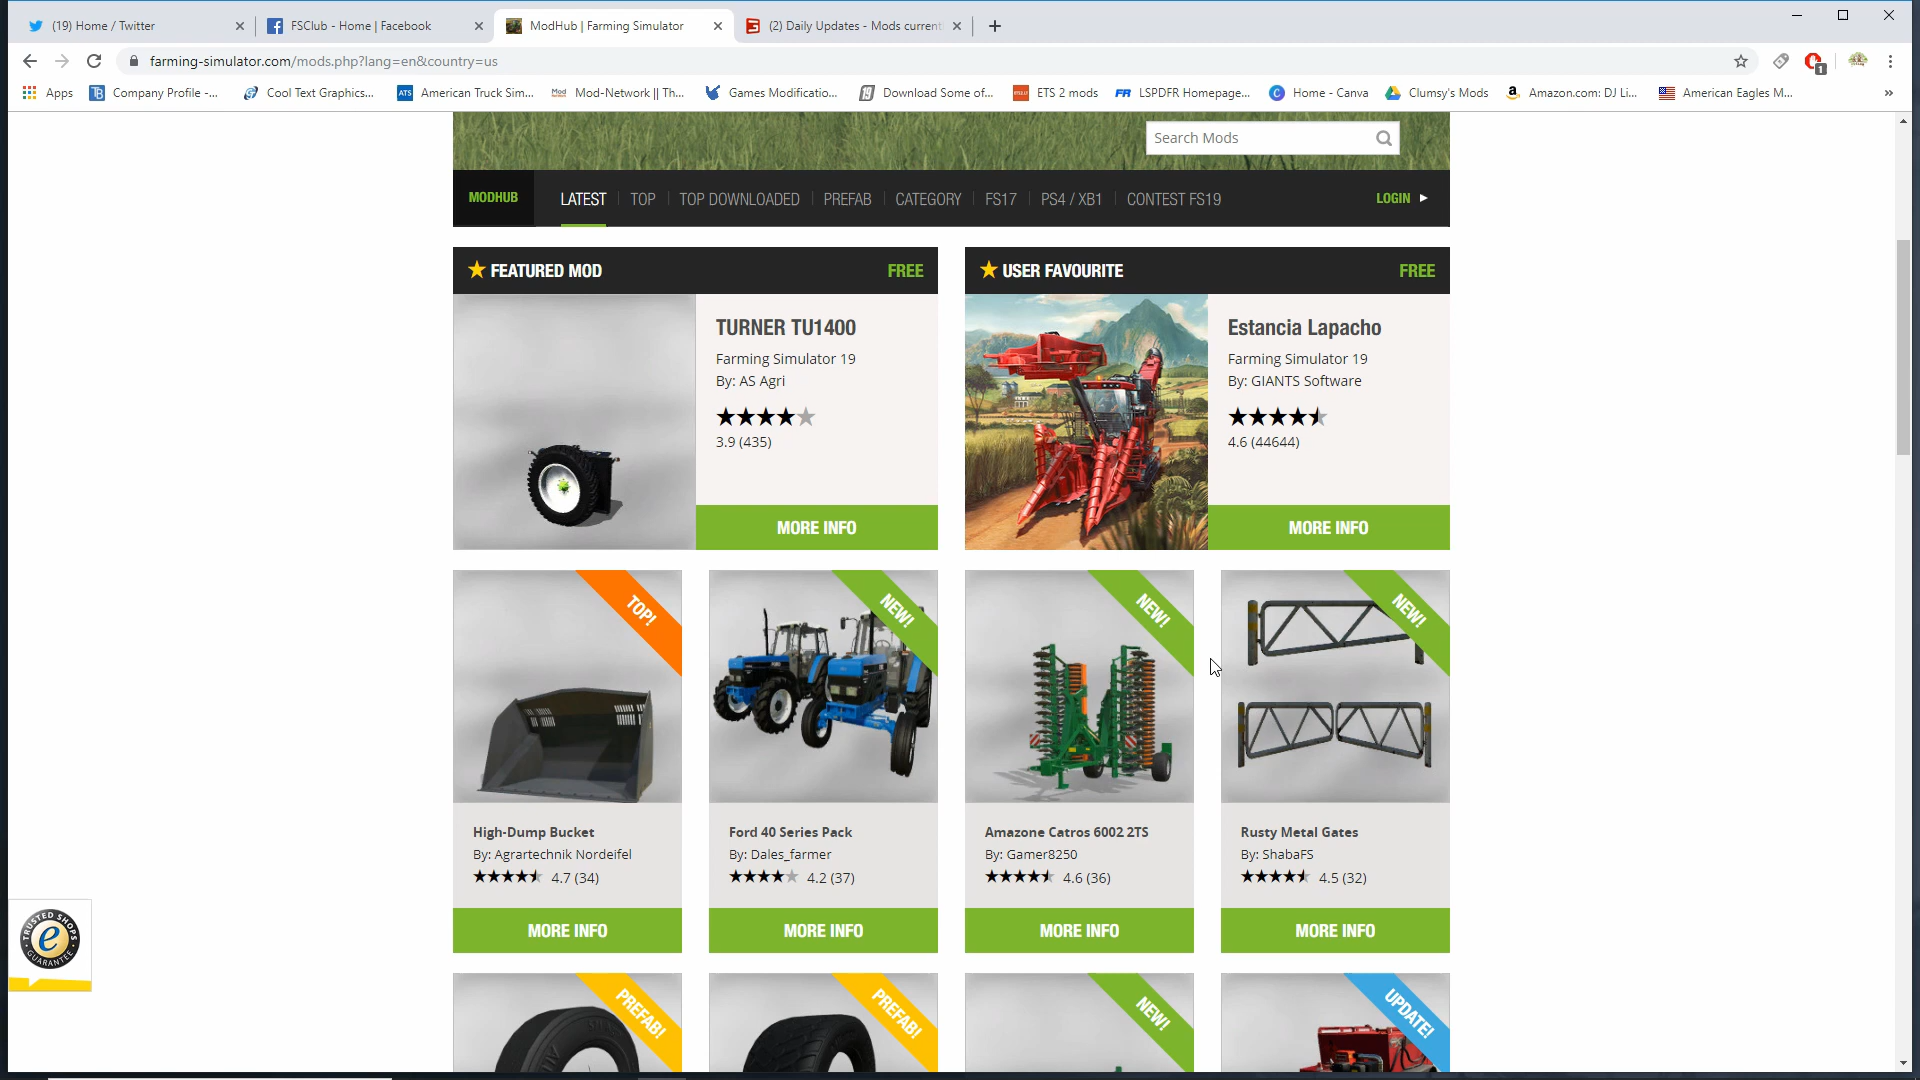 (19) Home / Twitter
FSClub - Home | Facebook
ModHub | Farming Simulator
(2) Daily Updates - Mods current
farming-simulator.com/mods.php?lang=en&country=us
1
Apps
TB Company Profile -...
Cool Text Graphics...
ATS American Truck Sim...
Mod-Network || Th...
Games Modificatio...
19 Download Some of...
ETS 2 mods
FR LSPDFR Homepage...
C Home - Canva
Clumsy's Mods
a Amazon.com: DJ Li...
American Eagles M...
»
Search Mods
MODHUB
LATEST
TOP
TOP DOWNLOADED
PREFAB
CATEGORY
FS17
PS4 / XB1
CONTEST FS19
LOGIN
FEATURED MOD
FREE
TURNER TU1400
Farming Simulator 19
By: AS Agri
3.9 (435)
MORE INFO
USER FAVOURITE
FREE
Estancia Lapacho
Farming Simulator 19
By: GIANTS Software
4.6 (44644)
MORE INFO
TOP!
High-Dump Bucket
By: Agrartechnik Nordeifel
4.7 (34)
MORE INFO
NEW!
Ford 40 Series Pack
By: Dales_farmer
4.2 (37)
MORE INFO
NEW!
Amazone Catros 6002 2TS
By: Gamer8250
4.6 (36)
MORE INFO
NEW!
Rusty Metal Gates
By: ShabaFS
4.5 (32)
MORE INFO
TRUSTED SHOPS
e
GUARANTEE
PREFAB!
PREFAB!
NEW!
UPDATE!